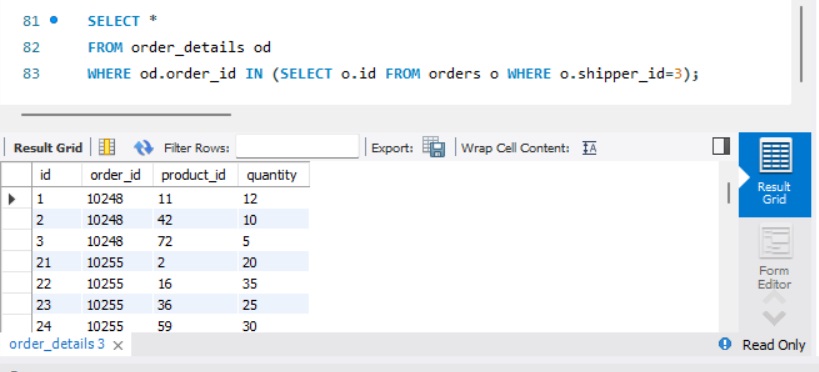 81 SELECT *
82 FROM order_details od
83 WHERE od.order_id IN (SELECT o.id FROM orders o WHERE o.shipper_id=3);
Result Grid Filter Rows: Export: Wrap Cell Content: IA
id order_id product_id quantity
1 10248 11 12
2 10248 42 10
3 10248 72 5
21 10255 2 20
22 10255 16 35
23 10255 36 25
24 10255 59 30
Result
Grid
Form
Editor
order_details 3 Read Only